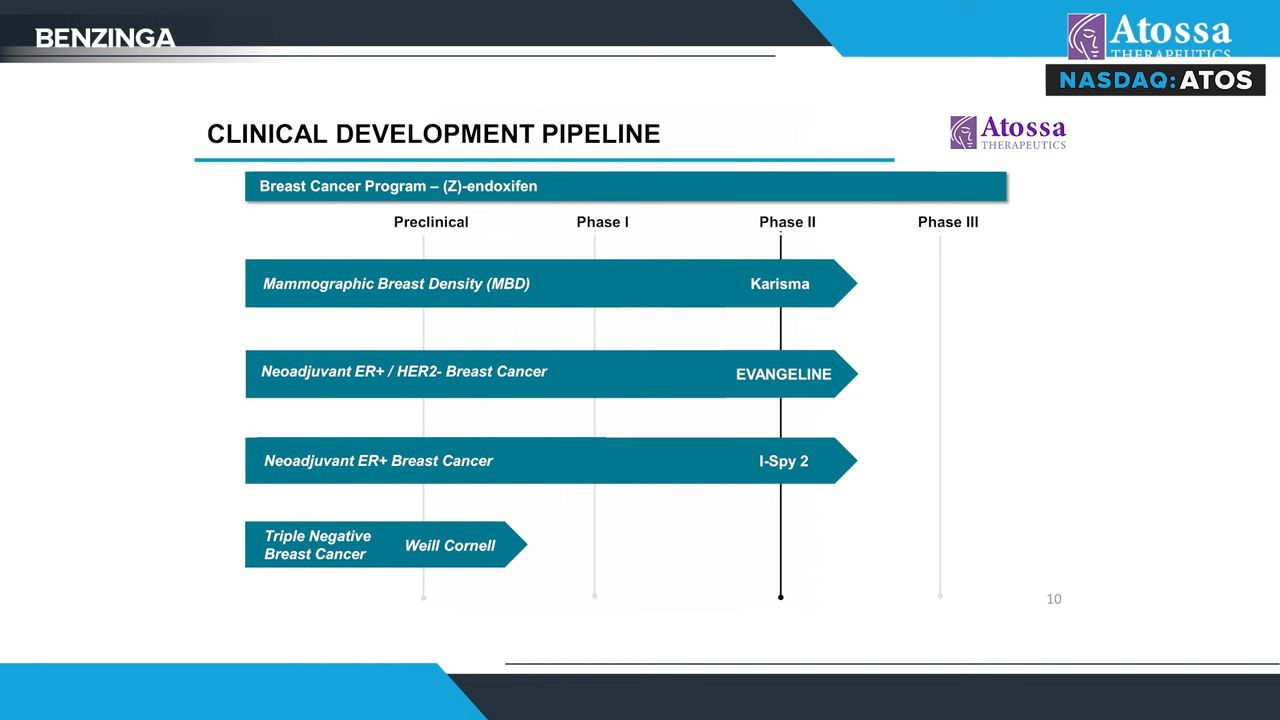 BENZINGA
Atossa
THERAPEUTICS
NASDAQ:ATOS
CLINICAL DEVELOPMENT PIPELINE
Atossa
THERAPEUTICS
Breast Cancer Program – (Z)-endoxifen
Preclinical Phase I Phase II Phase III
Mammographic Breast Density (MBD) Karisma
Neoadjuvant ER+ / HER2- Breast Cancer EVANGELINE
Neoadjuvant ER+ Breast Cancer I-Spy 2
Triple Negative
Breast Cancer
Weill Cornell
10